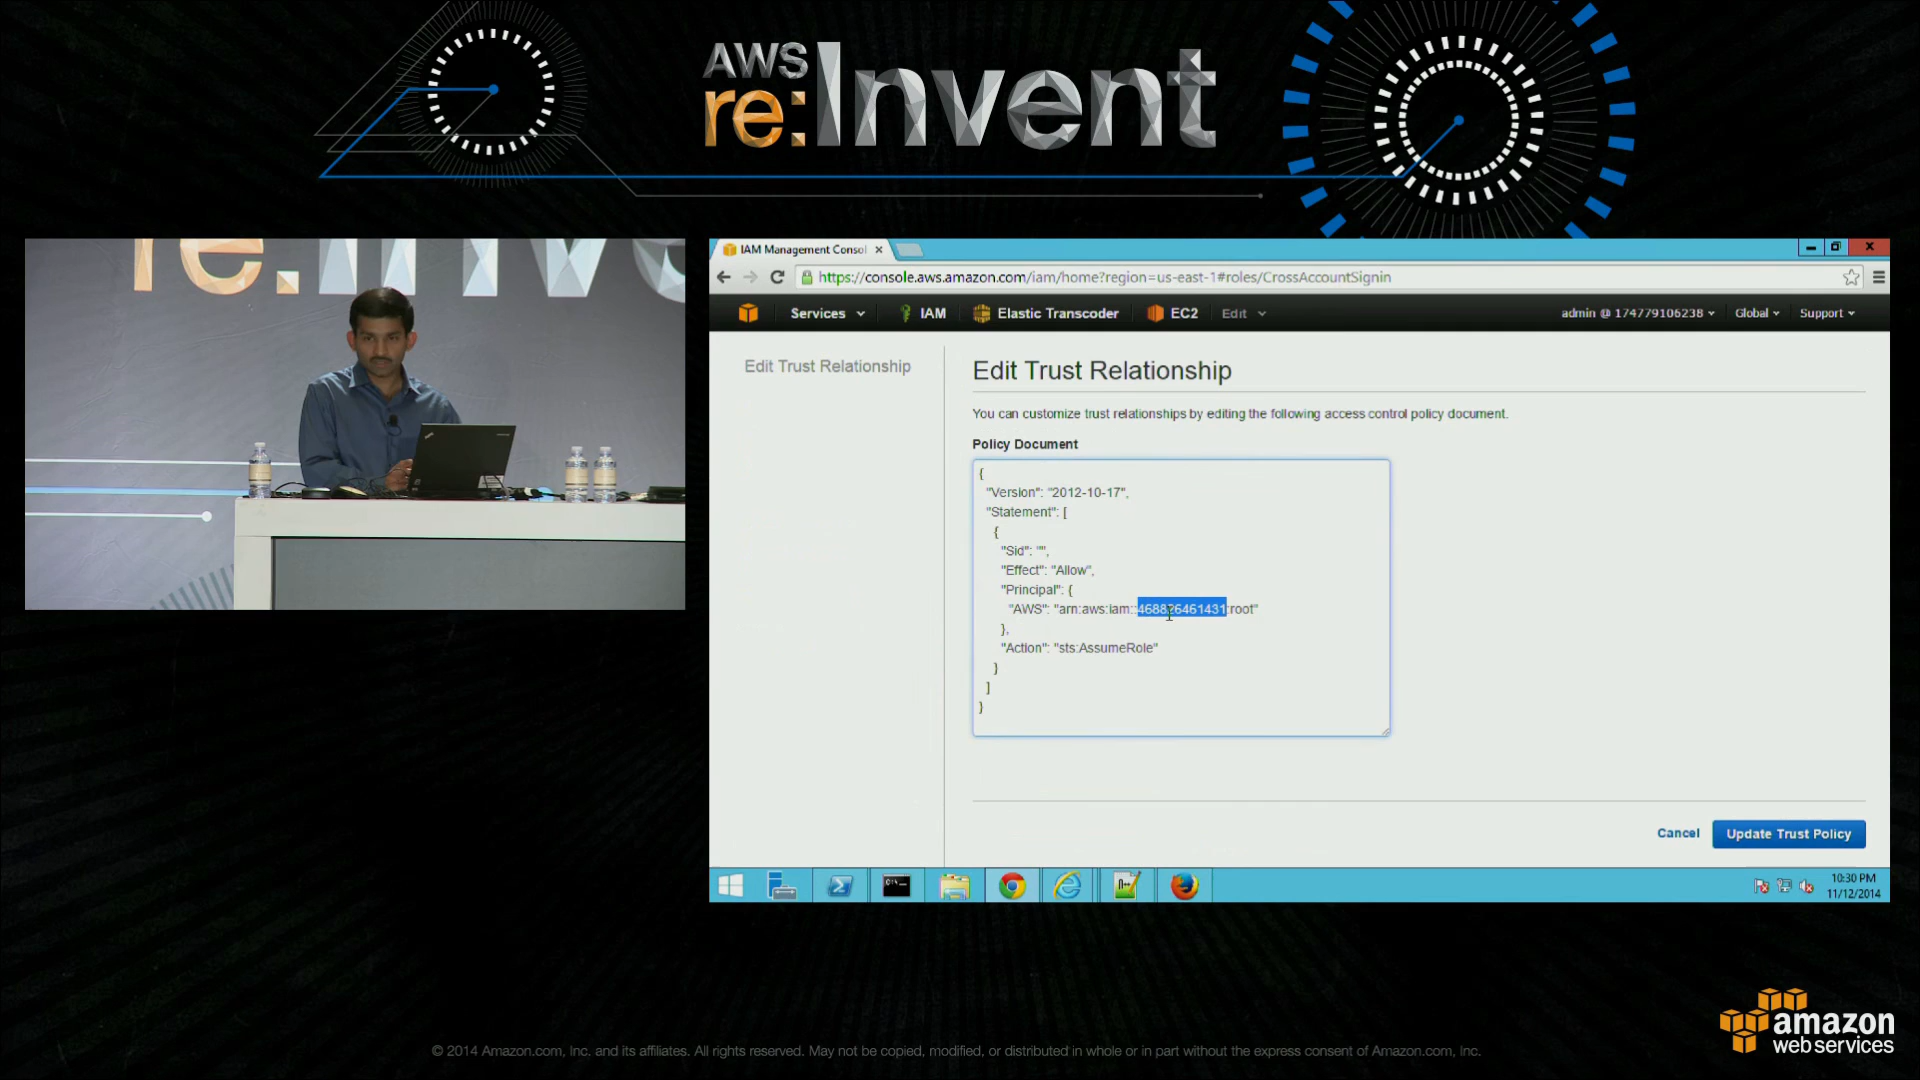 AWS
re:Invent
re:Inve
IAM Management Consol
https://console.aws.amazon.com/iam/home?region=us-east-1#roles/CrossAccountSignin
Services IAM Elastic Transcoder EC2 Edit admin @ 174779106238 Global Support
Edit Trust Relationship
Edit Trust Relationship
You can customize trust relationships by editing the following access control policy document.
Policy Document
{
"Version": "2012-10-17",
"Statement": [
{
"Sid": "",
"Effect": "Allow",
"Principal": {
"AWS": "arn:aws:iam::468826461431:root"
},
"Action": "sts:AssumeRole"
}
]
}
Cancel Update Trust Policy
10:30 PM
11/12/2014
amazon
web services
© 2014 Amazon.com, Inc. and its affiliates. All rights reserved. May not be copied, modified, or distributed in whole or in part without the express consent of Amazon.com, Inc.